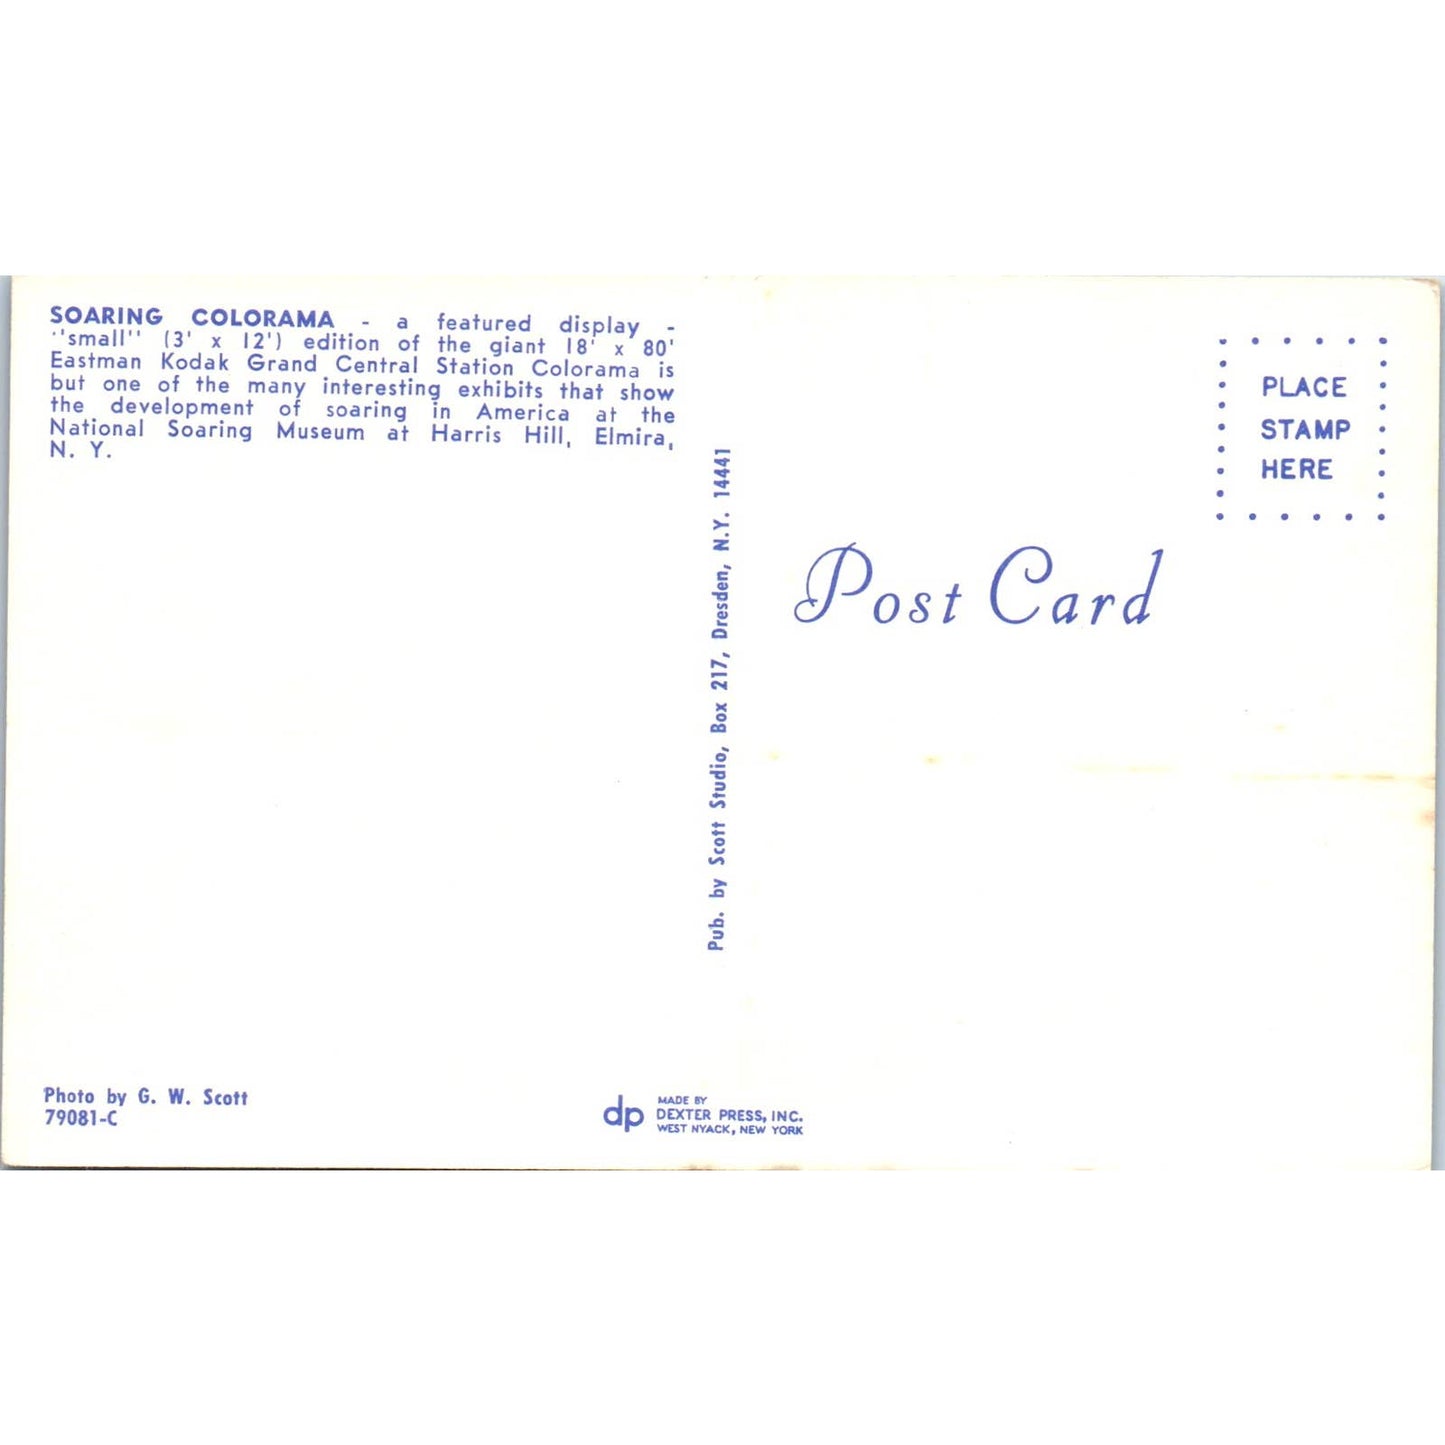 SOARING COLORAMA - a featured display -
"small" (3' x 12') edition of the giant 18' x 80'
Eastman Kodak Grand Central Station Colorama is
but one of the many interesting exhibits that show
the development of soaring in America at the
National Soaring Museum at Harris Hill, Elmira,
N. Y.
Photo by G. W. Scott
79081-C
Pub. by Scott Studio, Box 217, Dresden, N.Y. 14441
dp
MADE BY
DEXTER PRESS, INC.
WEST NYACK, NEW YORK
PLACE
STAMP
HERE
Post Card